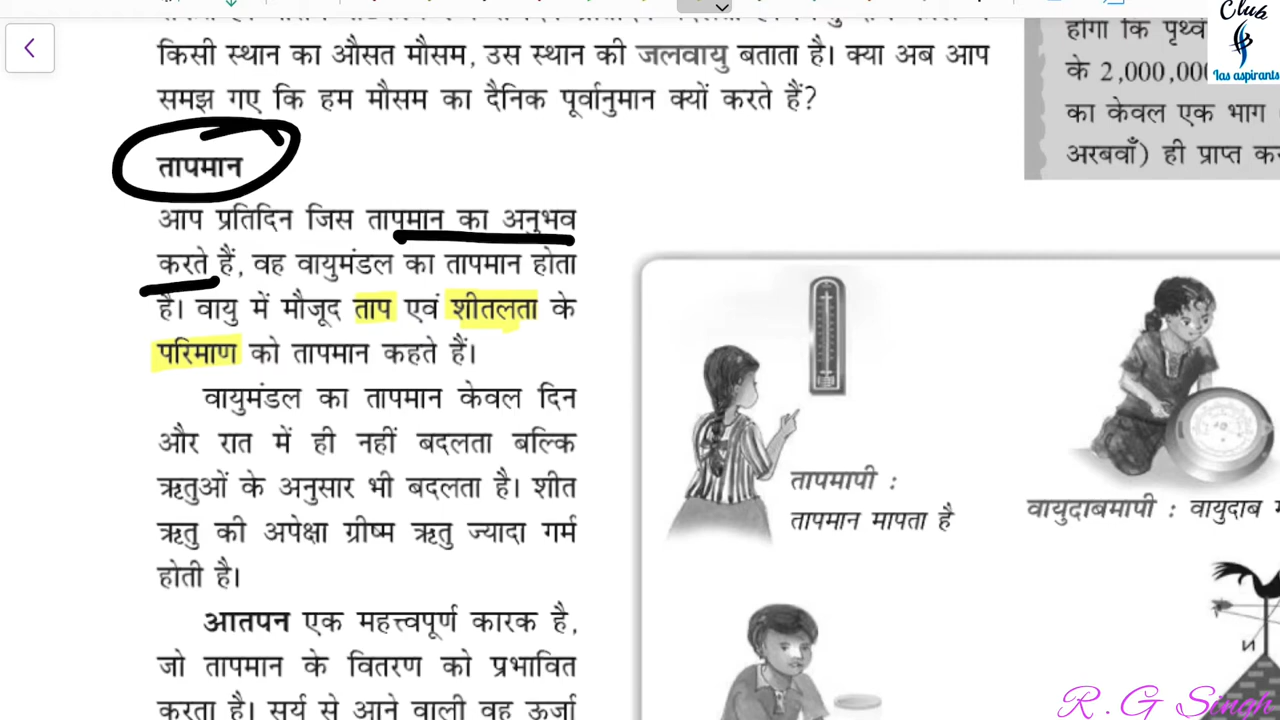 किसी स्थान का औसत मौसम, उस स्थान की जलवायु बताता है। क्या अब आप
समझ गए कि हम मौसम का दैनिक पूर्वानुमान क्यों करते हैं?
तापमान
आप प्रतिदिन जिस तापमान का अनुभव
करते हैं, वह वायुमंडल का तापमान होता
है। वायु में मौजूद ताप एवं शीतलता के
परिमाण को तापमान कहते हैं।
वायुमंडल का तापमान केवल दिन
और रात में ही नहीं बदलता बल्कि
ऋतुओं के अनुसार भी बदलता है। शीत
ऋतु की अपेक्षा ग्रीष्म ऋतु ज्यादा गर्म
होती है।
आतपन एक महत्त्वपूर्ण कारक है,
जो तापमान के वितरण को प्रभावित
करता है। सूर्य से आने वाली वह ऊर्जा
होगा कि
के 2,000,00
का केवल एक भाग
अरबवाँ) ही प्राप्त
Club
Ias aspirants
तापमापी :
तापमान मापता है
वायुदाबमापी : वायुदाब
R.G Singh